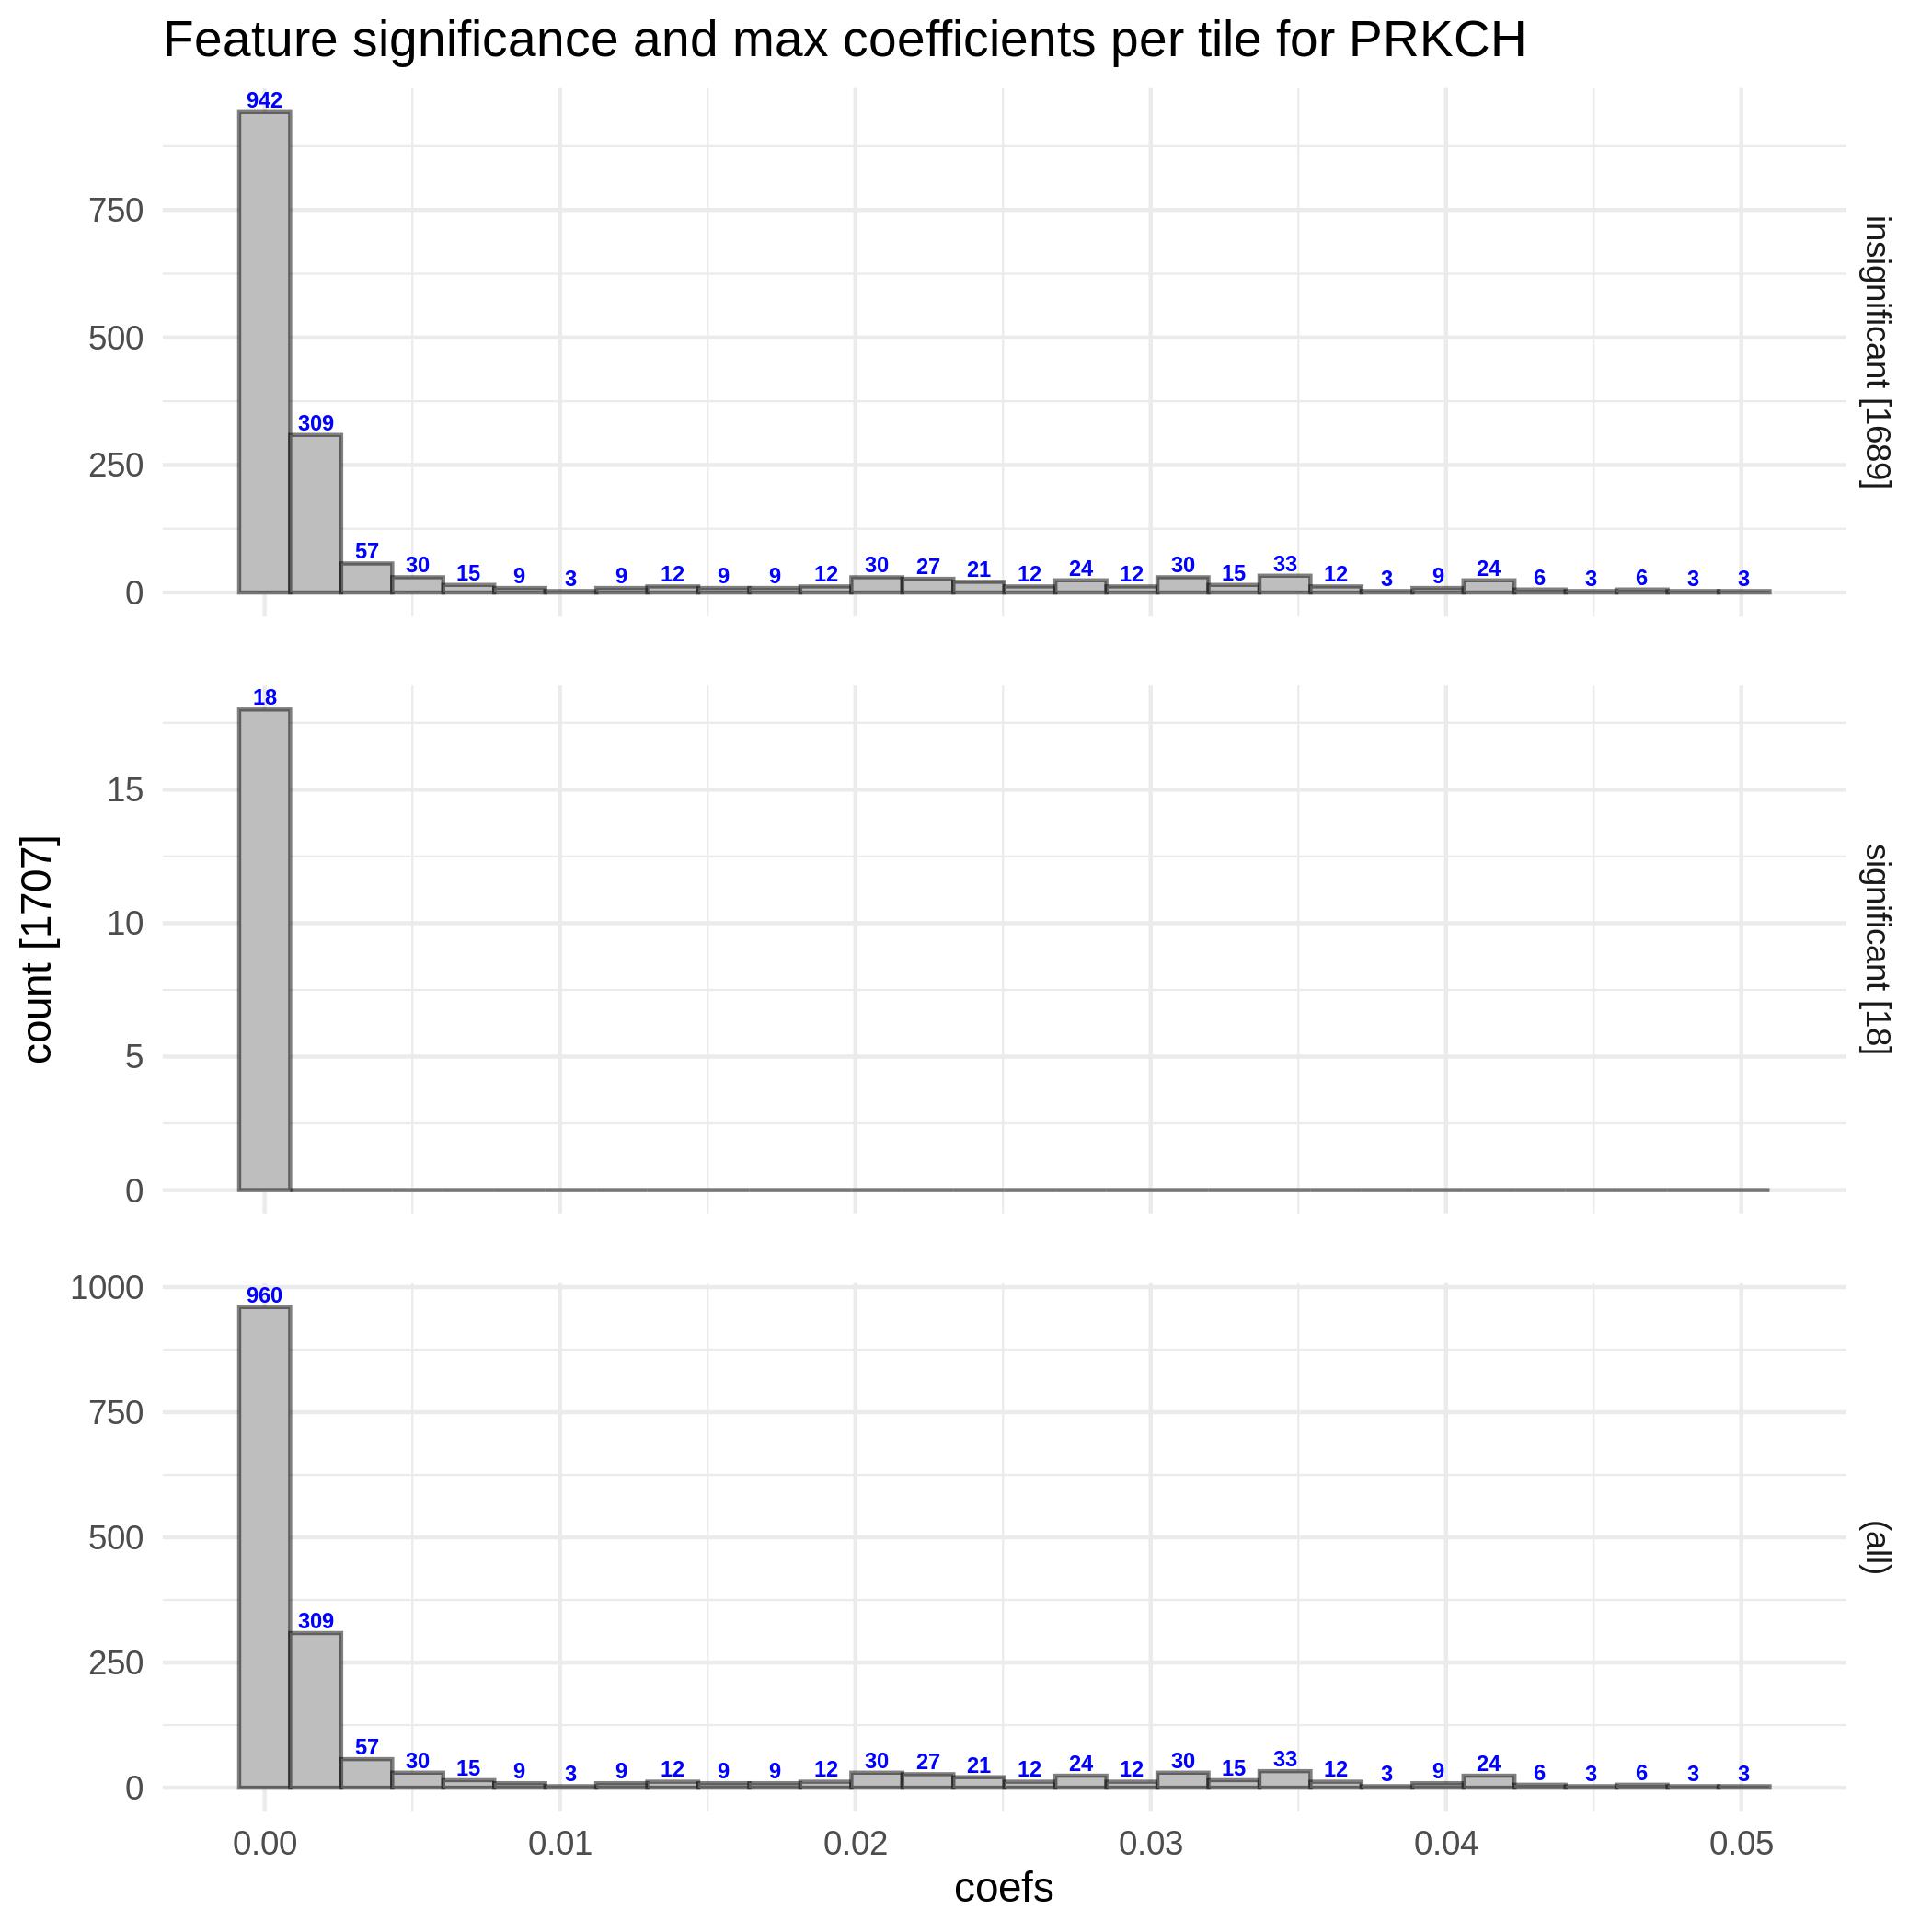 Feature significance and max coefficients per tile for PRKCH
942
309
57 30 15 9 3 9 12 9 9 12 30 27 21 12 24 12 30 15 33 12 3 9 24 6 3 6 3 3
750
500
250
0
insignificant [1689]
18
15
10
5
0
significant [18]
count [1707]
960
309
57 30 15 9 3 9 12 9 9 12 30 27 21 12 24 12 30 15 33 12 3 9 24 6 3 6 3 3
1000
750
500
250
0
(all)
0.00 0.01 0.02 0.03 0.04 0.05
coefs